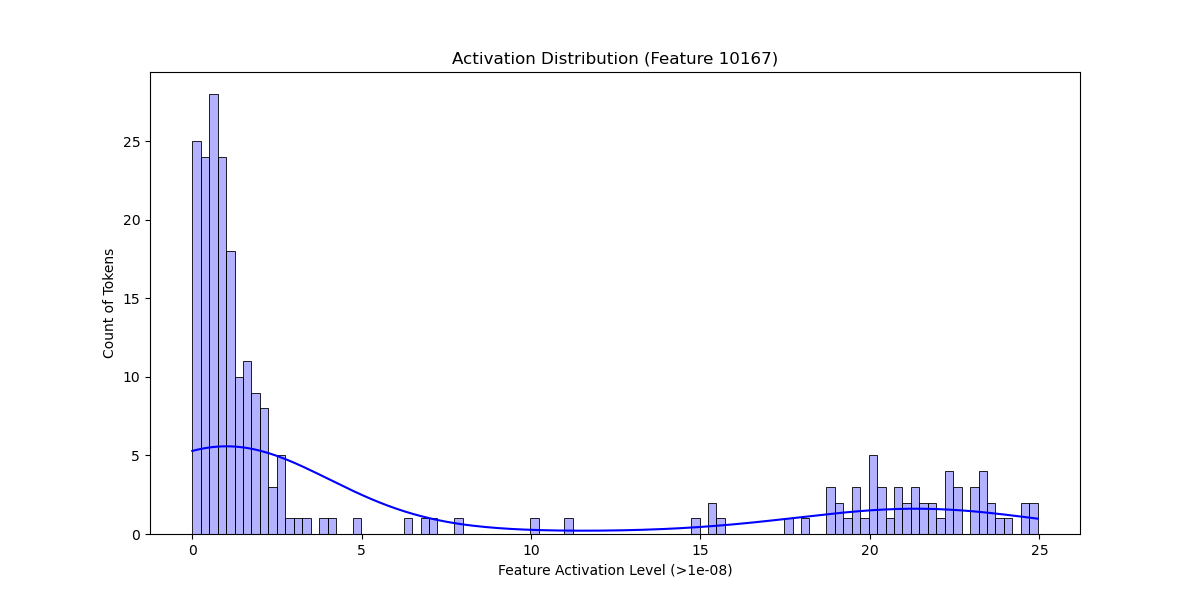 Activation Distribution (Feature 10167)
Count of Tokens
25
20
15
10
5
0
0 5 10 15 20 25
Feature Activation Level (>1e-08)